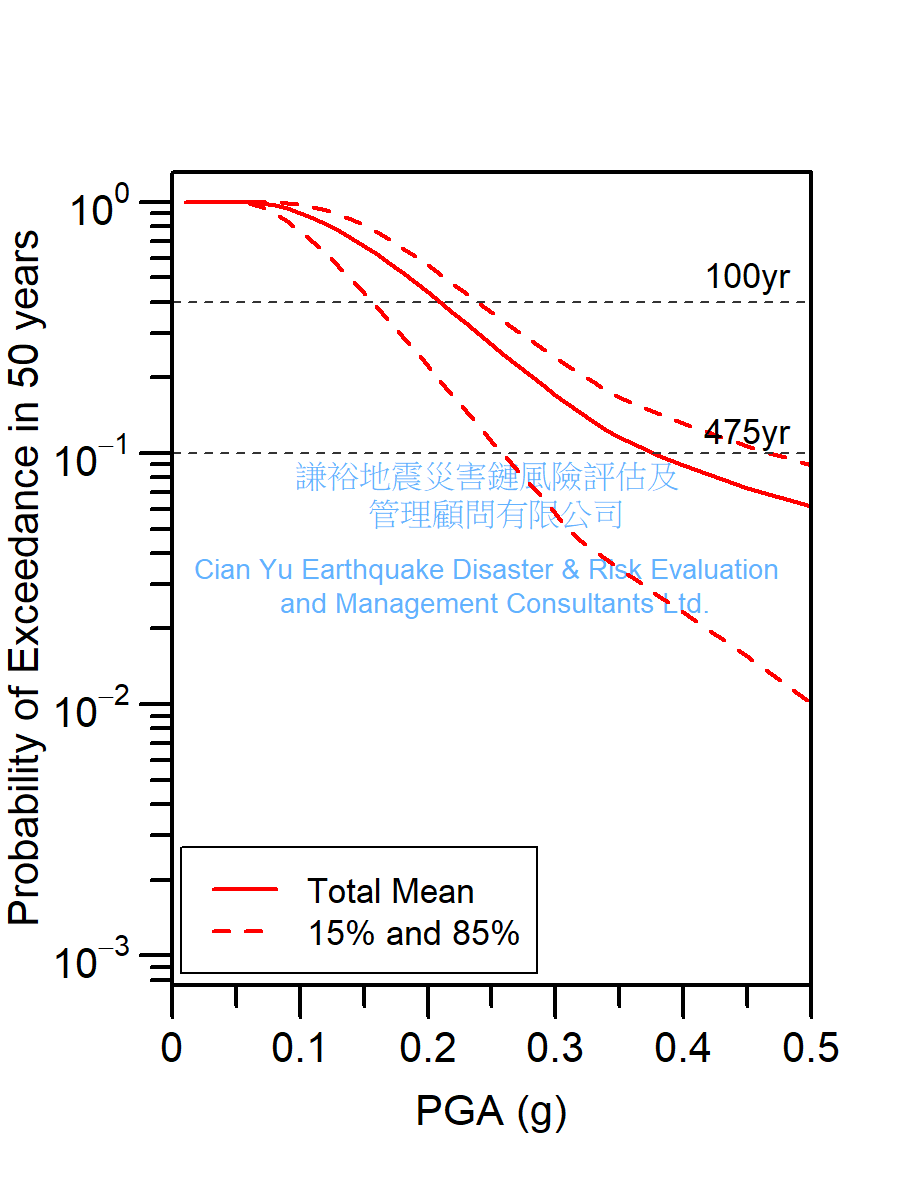 10⁰
10⁻¹
10⁻²
10⁻³
Probability of Exceedance in 50 years
100yr
475yr
謙裕地震災害鏈風險評估及
管理顧問有限公司
Cian Yu Earthquake Disaster & Risk Evaluation
and Management Consultants Ltd.
Total Mean
15% and 85%
0 0.1 0.2 0.3 0.4 0.5
PGA (g)